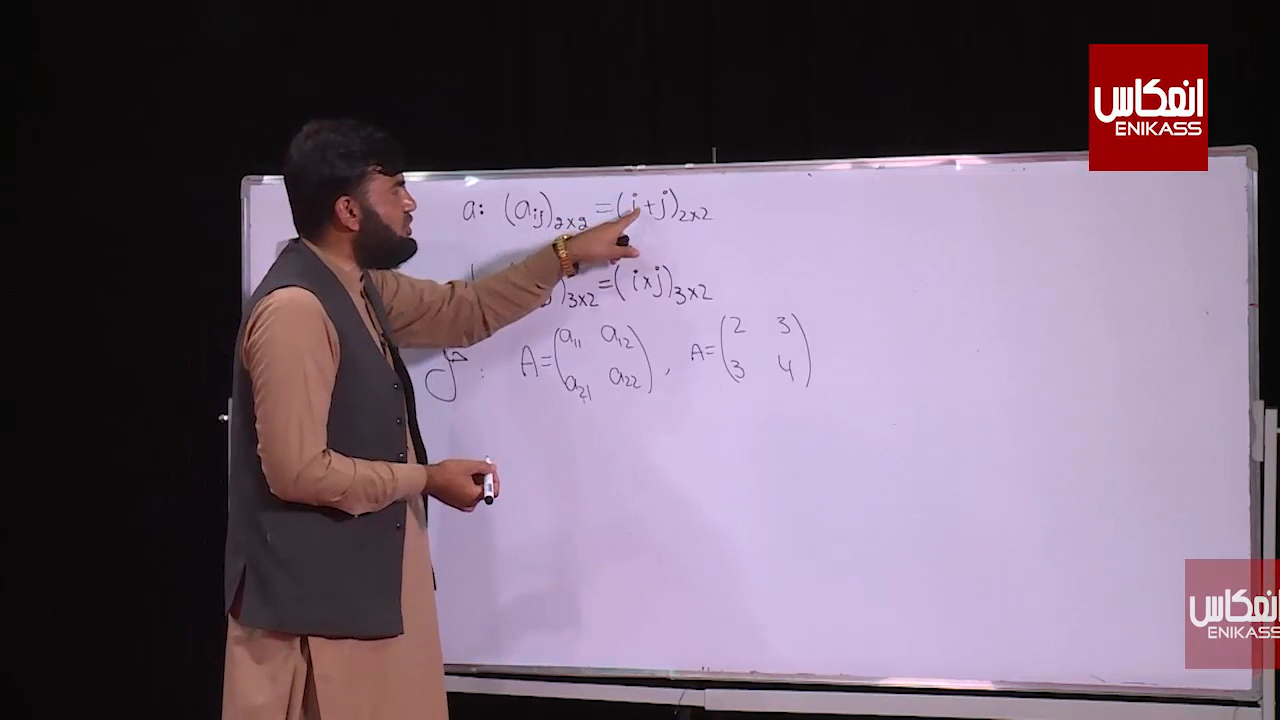 انعکاس
ENIKASS
a: (aij)2x2 = (i+j)2x2
)3x2 = (ixj)3x2
حل: A = (a11 a12 , A = (2 3
a21 a22) 3 4)
انعکاس
ENIKASS